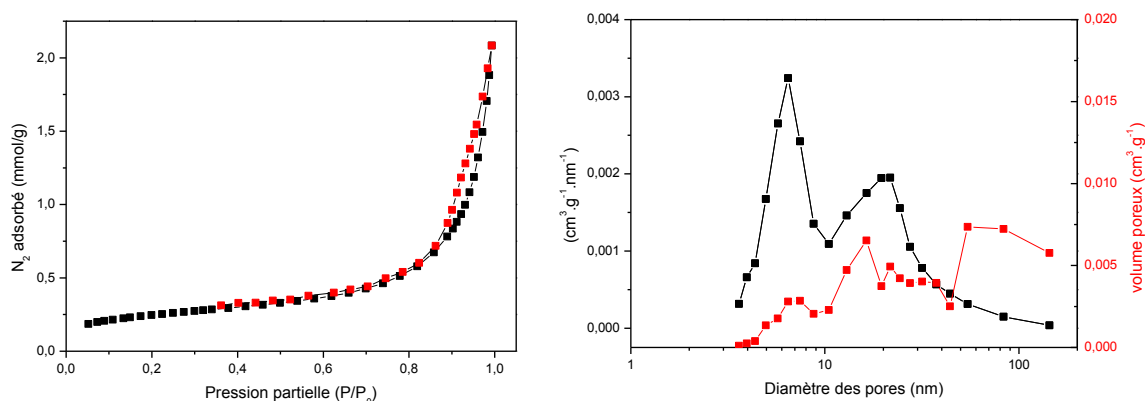 2,0
1,5
1,0
0,5
0,0
N₂ adsorbé (mmol/g)
0,0 0,2 0,4 0,6 0,8 1,0
Pression partielle (P/P₀)
0,004
0,003
0,002
0,001
0,000
(cm³.g⁻¹.nm⁻¹)
1 10 100
Diamètre des pores (nm)
0,020
0,015
0,010
0,005
0,000
volume poreux (cm³.g⁻¹)